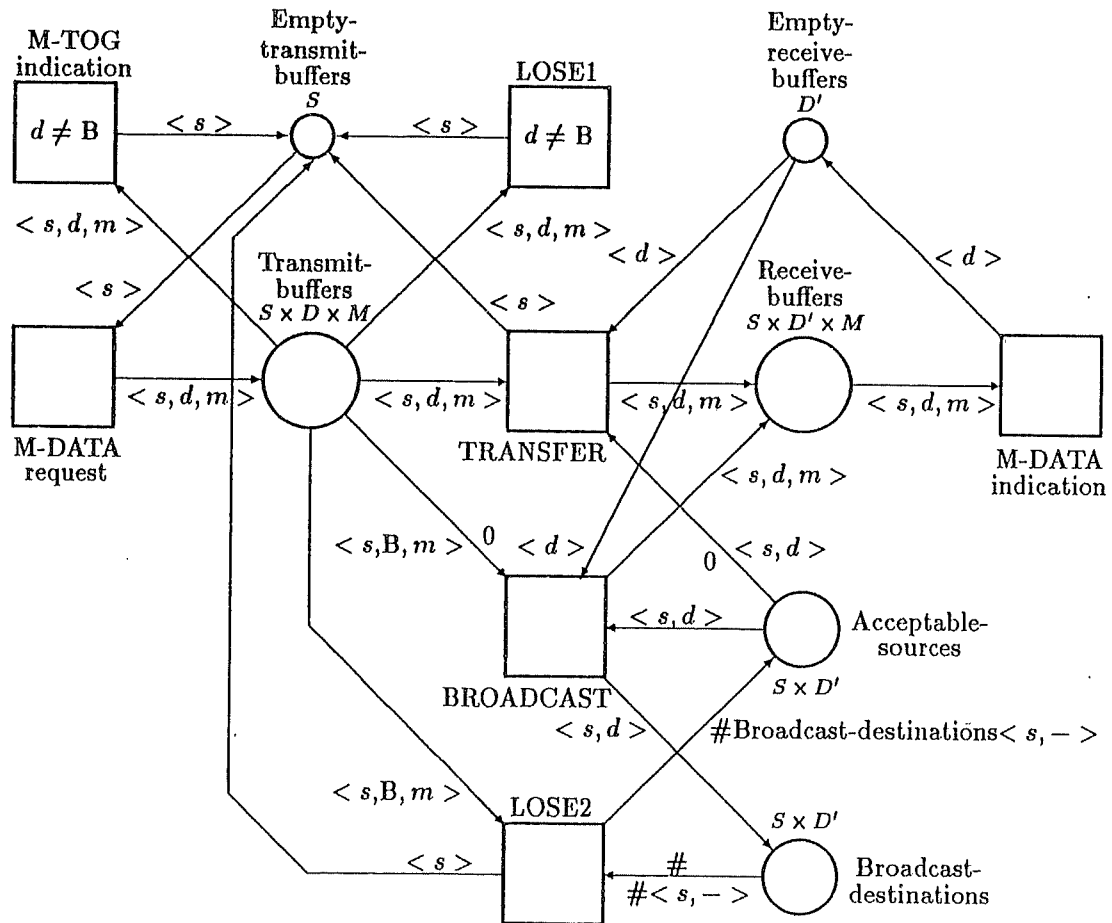 M-TOG
indication
d ≠ B
Empty-
transmit-
buffers
S
LOSE1
d ≠ B
Empty-
receive-
buffers
D′
< s >
< s >
< s, d, m >
< s >
Transmit-
buffers
S × D × M
< s, d, m >
< s >
< d >
Receive-
buffers
S × D′ × M
< d >
< s, d, m >
< s, d, m >
< s, d, m >
< s, d, m >
M-DATA
request
TRANSFER
M-DATA
indication
< s, d, m >
< s,B, m >
0
< d >
0
< s, d >
< s, d >
Acceptable-
sources
S × D′
BROADCAST
< s, d >
#Broadcast-destinations< s, − >
< s,B, m >
LOSE2
S × D′
< s >
#
#< s, − >
Broadcast-
destinations